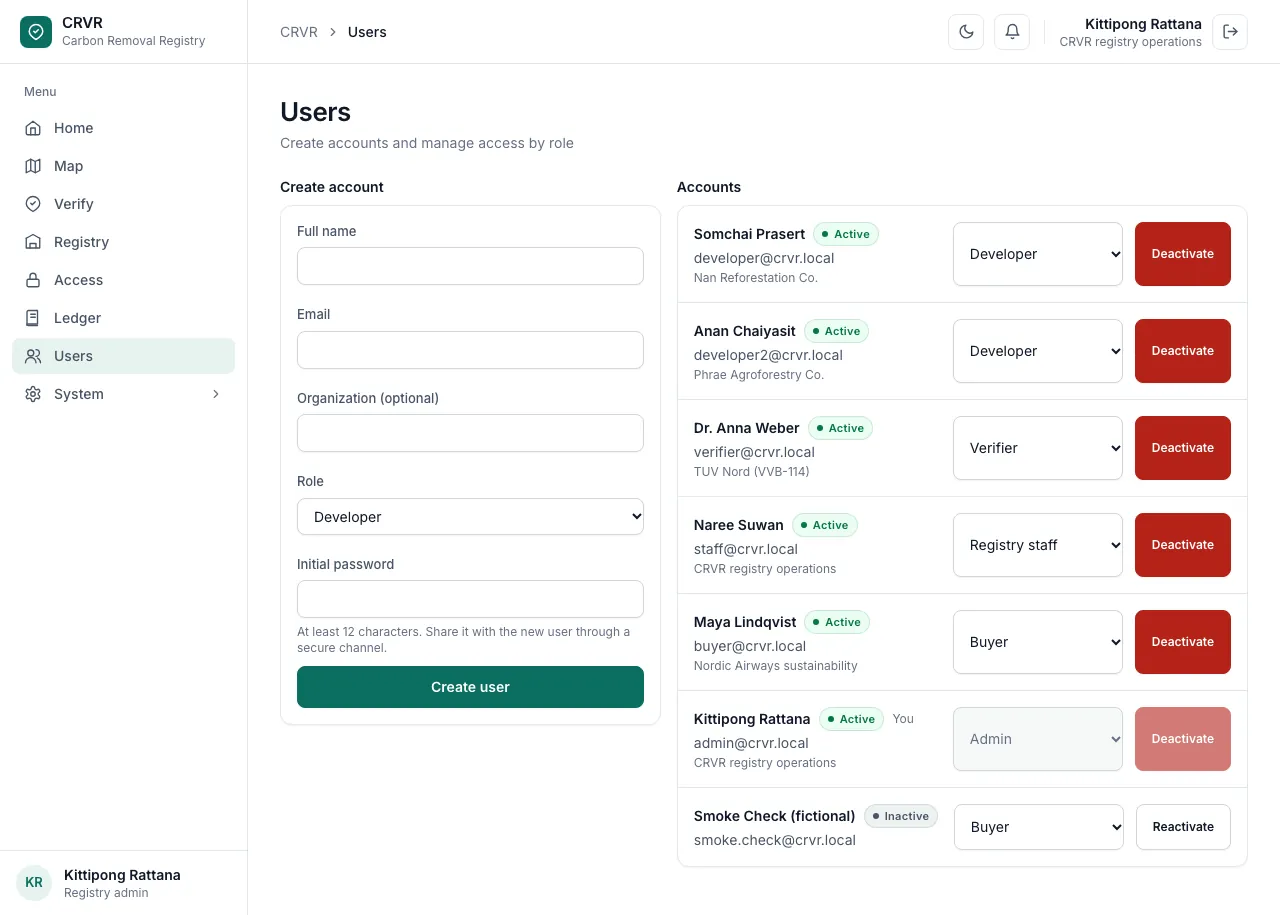 CRVR
Carbon Removal Registry
CRVR > Users
Kittipong Rattana
CRVR registry operations
Menu
Home
Map
Verify
Registry
Access
Ledger
Users
System
Users
Create accounts and manage access by role
Create account
Full name
Email
Organization (optional)
Role
Developer
Initial password
At least 12 characters. Share it with the new user through a
secure channel.
Create user
Accounts
Somchai Prasert Active
developer@crvr.local
Nan Reforestation Co.
Developer
Deactivate
Anan Chaiyasit Active
developer2@crvr.local
Phrae Agroforestry Co.
Developer
Deactivate
Dr. Anna Weber Active
verifier@crvr.local
TUV Nord (VVB-114)
Verifier
Deactivate
Naree Suwan Active
staff@crvr.local
CRVR registry operations
Registry staff
Deactivate
Maya Lindqvist Active
buyer@crvr.local
Nordic Airways sustainability
Buyer
Deactivate
Kittipong Rattana Active You
admin@crvr.local
CRVR registry operations
Admin
Deactivate
Smoke Check (fictional) Inactive
smoke.check@crvr.local
Buyer
Reactivate
KR
Kittipong Rattana
Registry admin